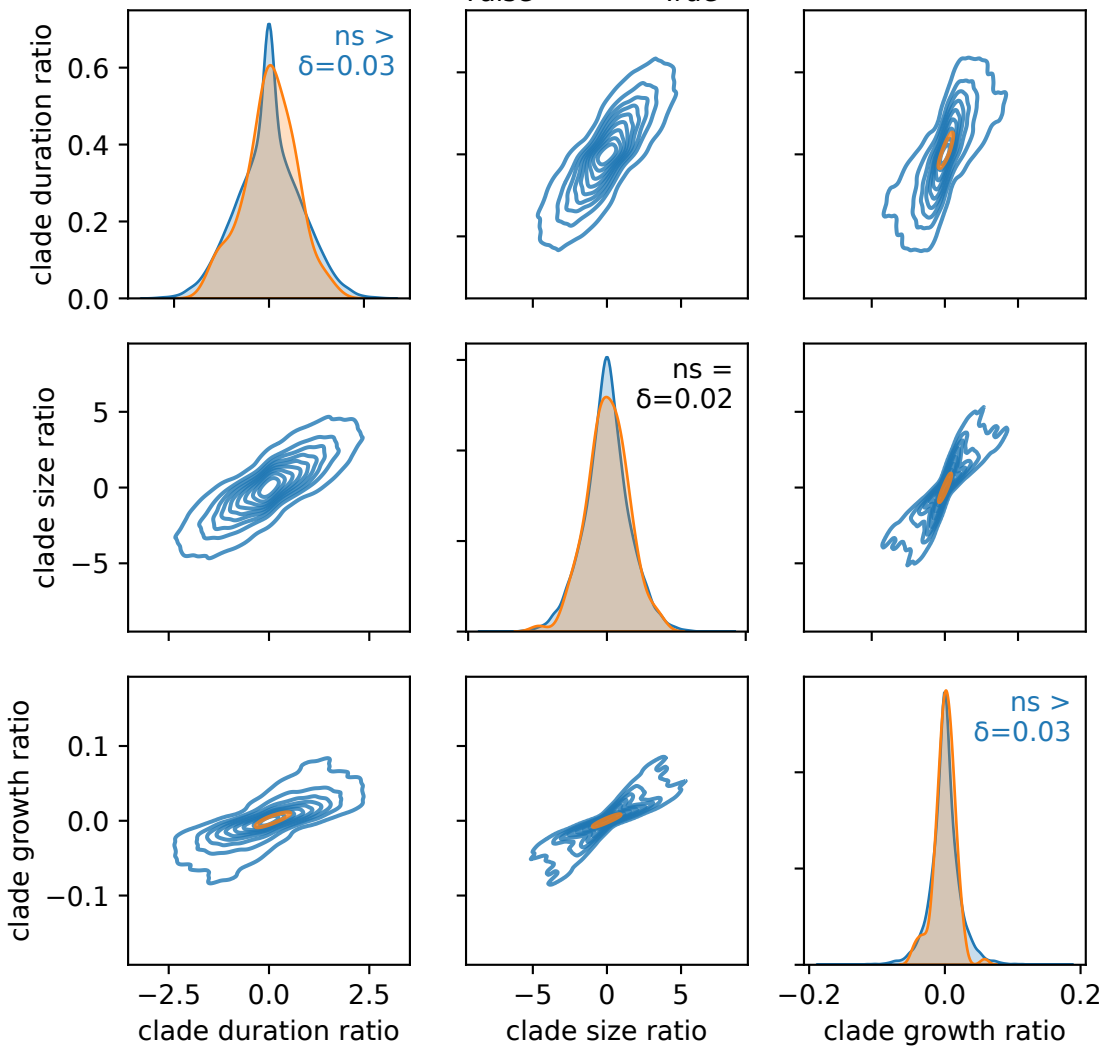 ns >
δ=0.03
clade duration ratio
0.6
0.4
0.2
0.0
−5
0
5
−0.2
0.0
0.2
ns =
δ=0.02
clade size ratio
5
0
−5
ns >
δ=0.03
clade growth ratio
0.1
0.0
−0.1
−2.5
0.0
2.5
clade duration ratio
clade size ratio
clade growth ratio